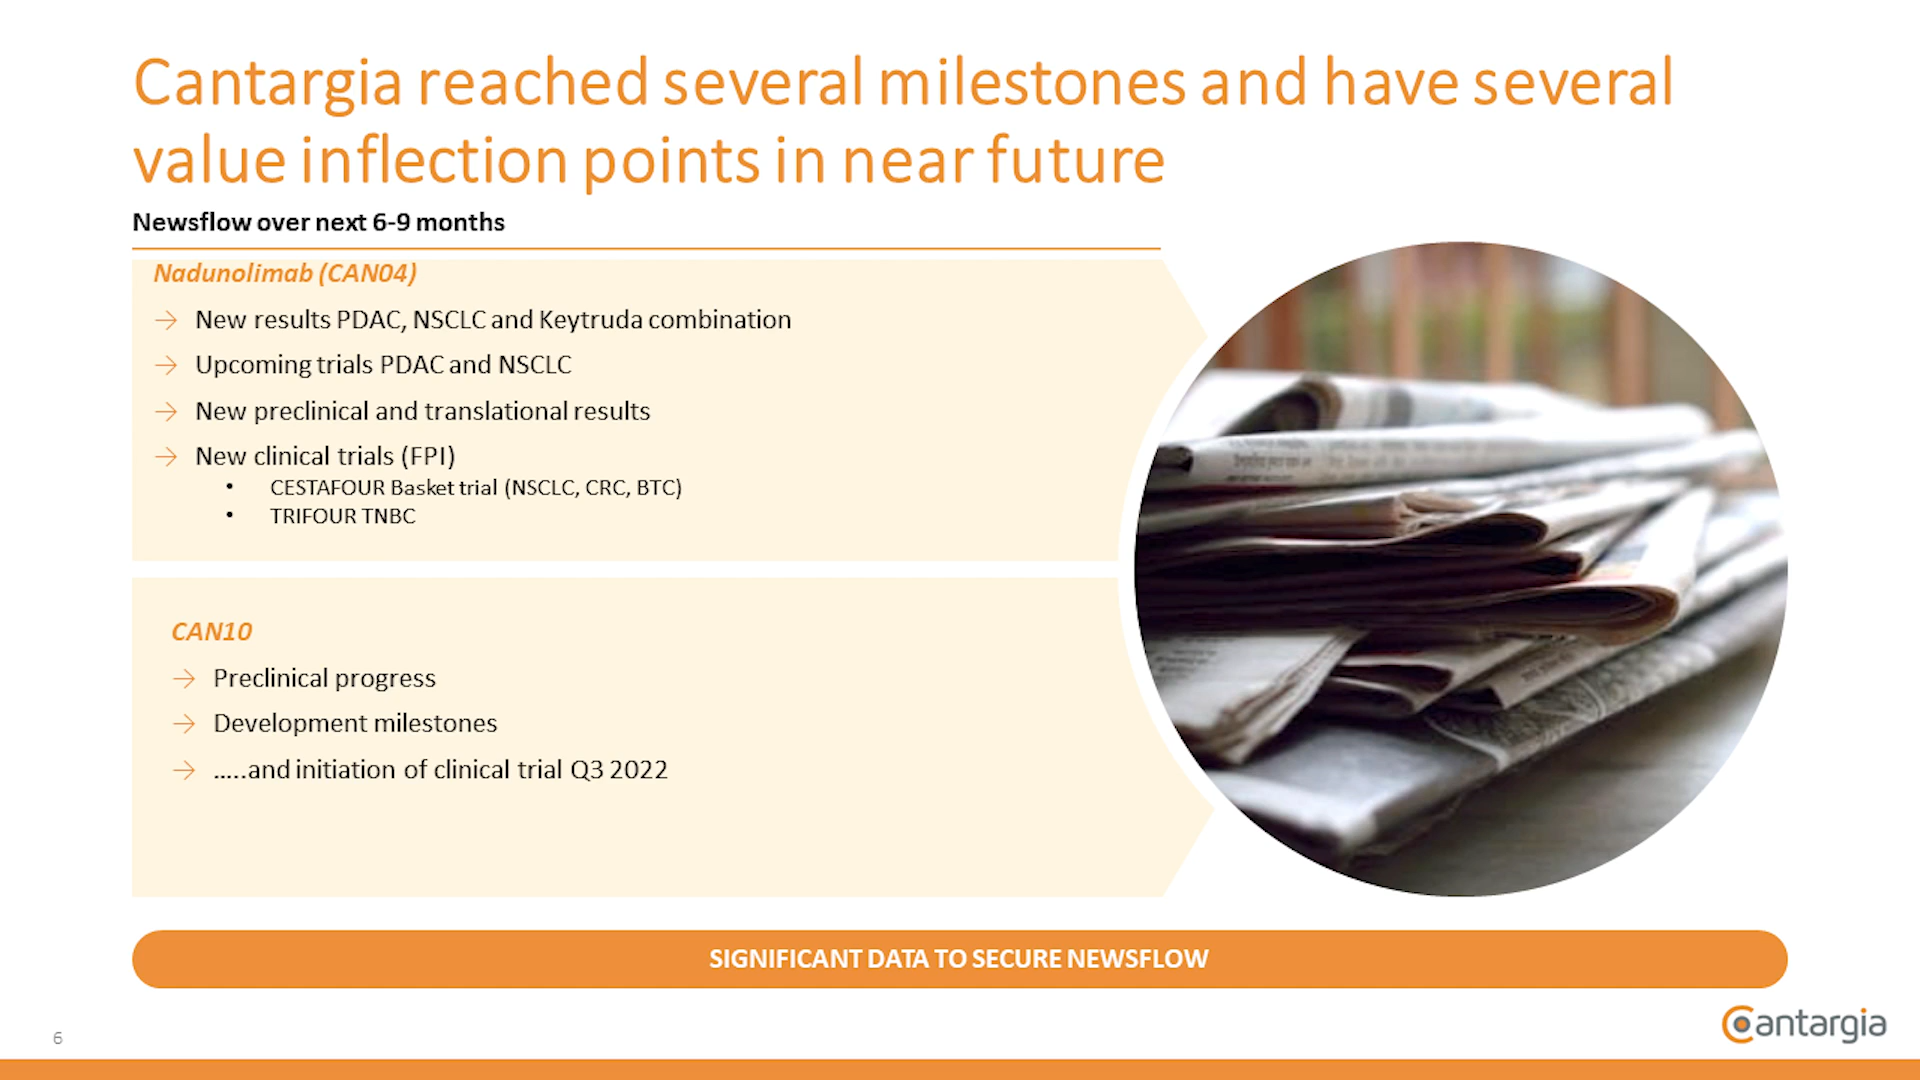 Cantargia reached several milestones and have several
value inflection points in near future
Newsflow over next 6-9 months
Nadunolimab (CAN04)
→ New results PDAC, NSCLC and Keytruda combination
→ Upcoming trials PDAC and NSCLC
→ New preclinical and translational results
→ New clinical trials (FPI)
• CESTAFOUR Basket trial (NSCLC, CRC, BTC)
• TRIFOUR TNBC
CAN10
→ Preclinical progress
→ Development milestones
→ …..and initiation of clinical trial Q3 2022
SIGNIFICANT DATA TO SECURE NEWSFLOW
6
Cantargia